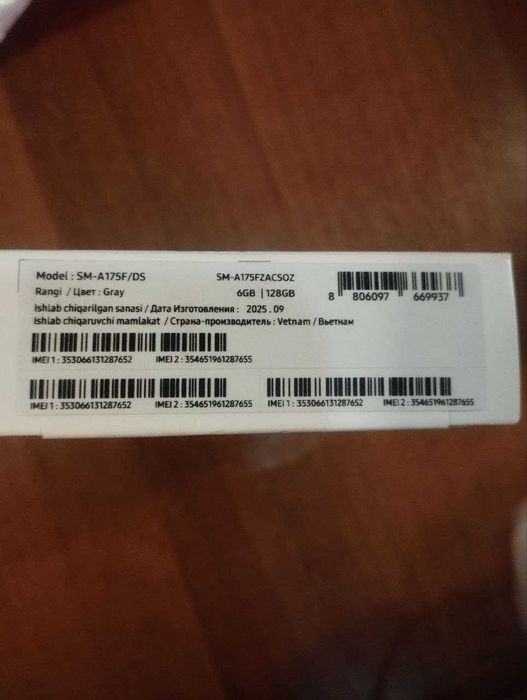 Model : SM-A175F/DS
SM-A175FZACSOZ
Rangi / Цвет : Gray
6GB | 128GB
8 806097 669937
Ishlab chiqarilgan sanasi / Дата Изготовления : 2025 . 09
Ishlab chiqaruvchi mamlakat / Страна-производитель : Vetnam / Вьетнам
IMEI 1 : 353066131287652 IMEI 2 : 354651961287655
IMEI 1 : 353066131287652 IMEI 2 : 354651961287655
IMEI 1 : 353066131287652 IMEI 2 : 354651961287655